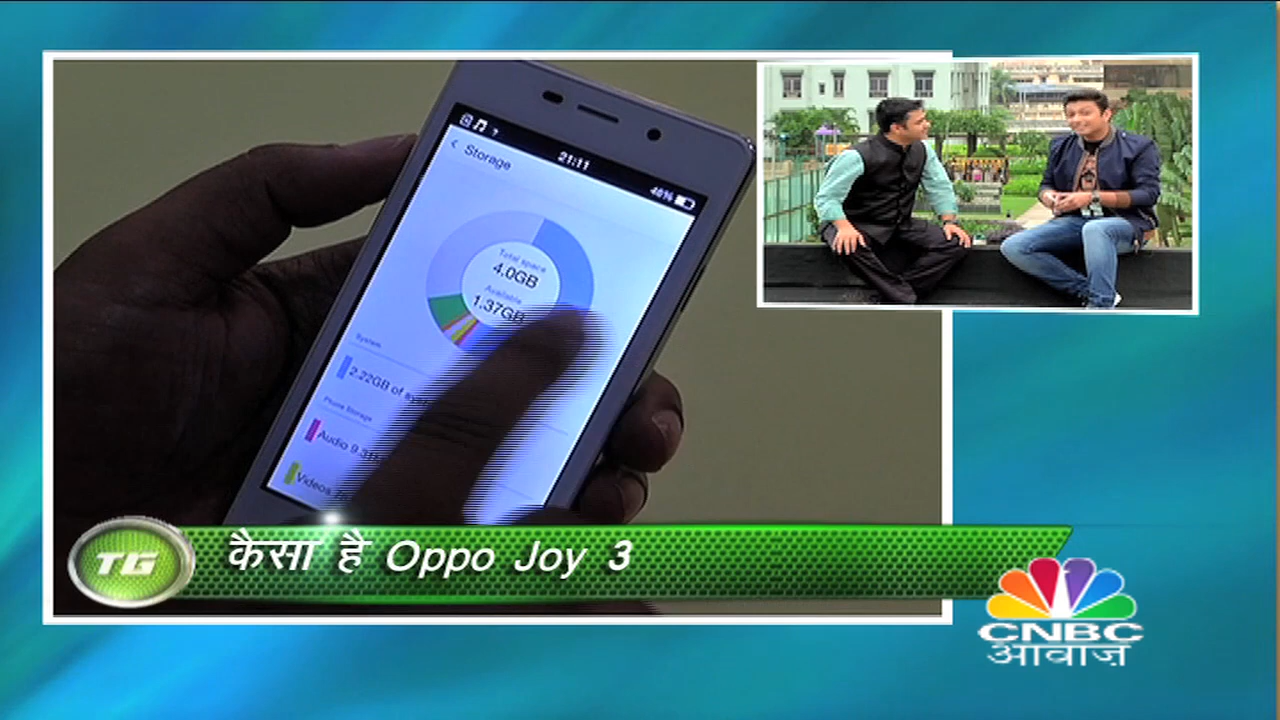 21:11
48%
< Storage
Total space
4.0GB
Available
1.37GB
System
2.22GB of
Phone Storage
Audio
Videos
TG
कैसा है Oppo Joy 3
CNBC
आवाज़